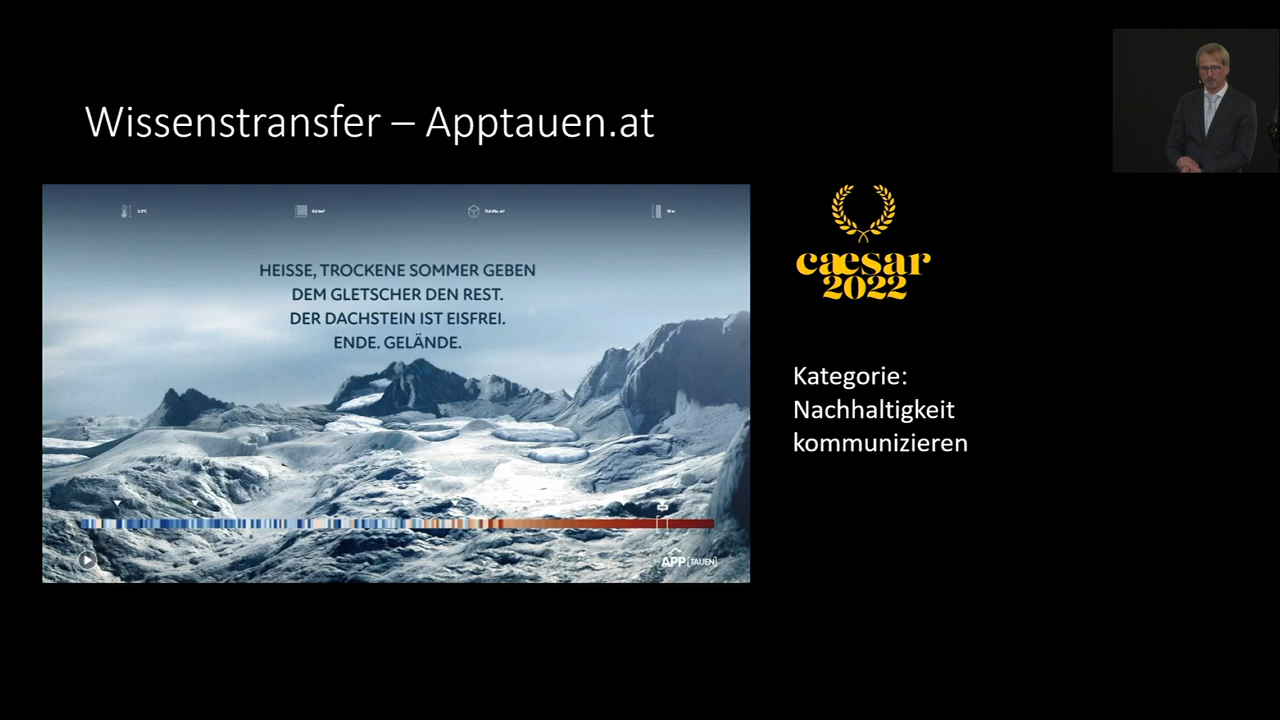 Wissenstransfer – Apptauen.at
HEISSE, TROCKENE SOMMER GEBEN
DEM GLETSCHER DEN REST.
DER DACHSTEIN IST EISFREI.
ENDE. GELÄNDE.
APP[TAUEN]
cæsar
2022
Kategorie:
Nachhaltigkeit
kommunizieren